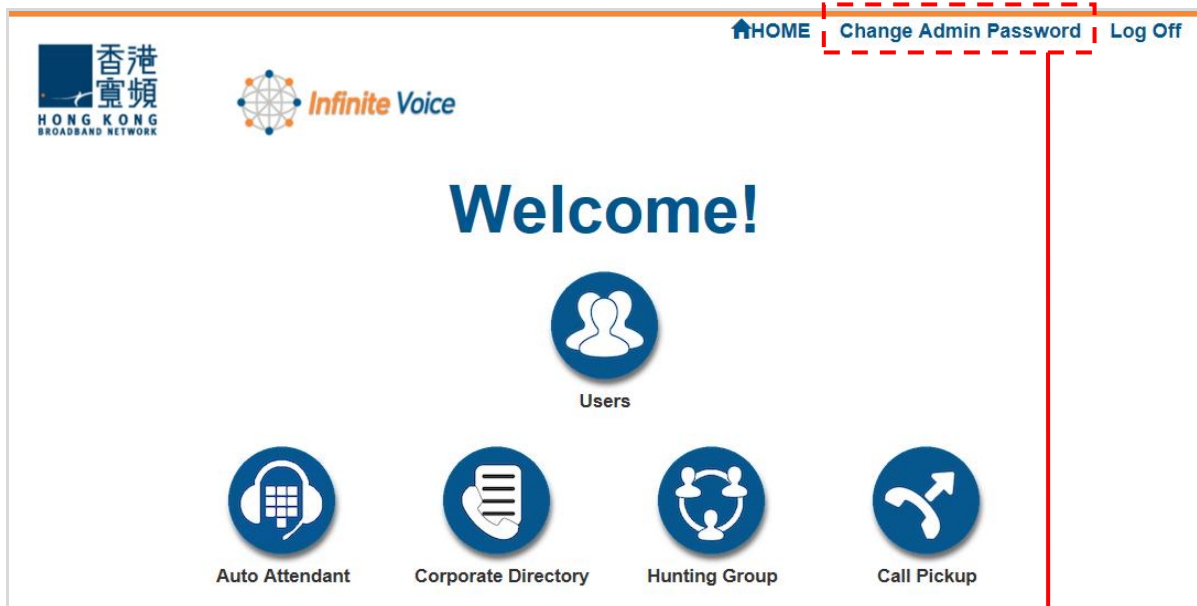 HOME Change Admin Password Log Off
香港
寬頻
HONG KONG
BROADBAND NETWORK
Infinite Voice
Welcome!
Users
Auto Attendant Corporate Directory Hunting Group Call Pickup